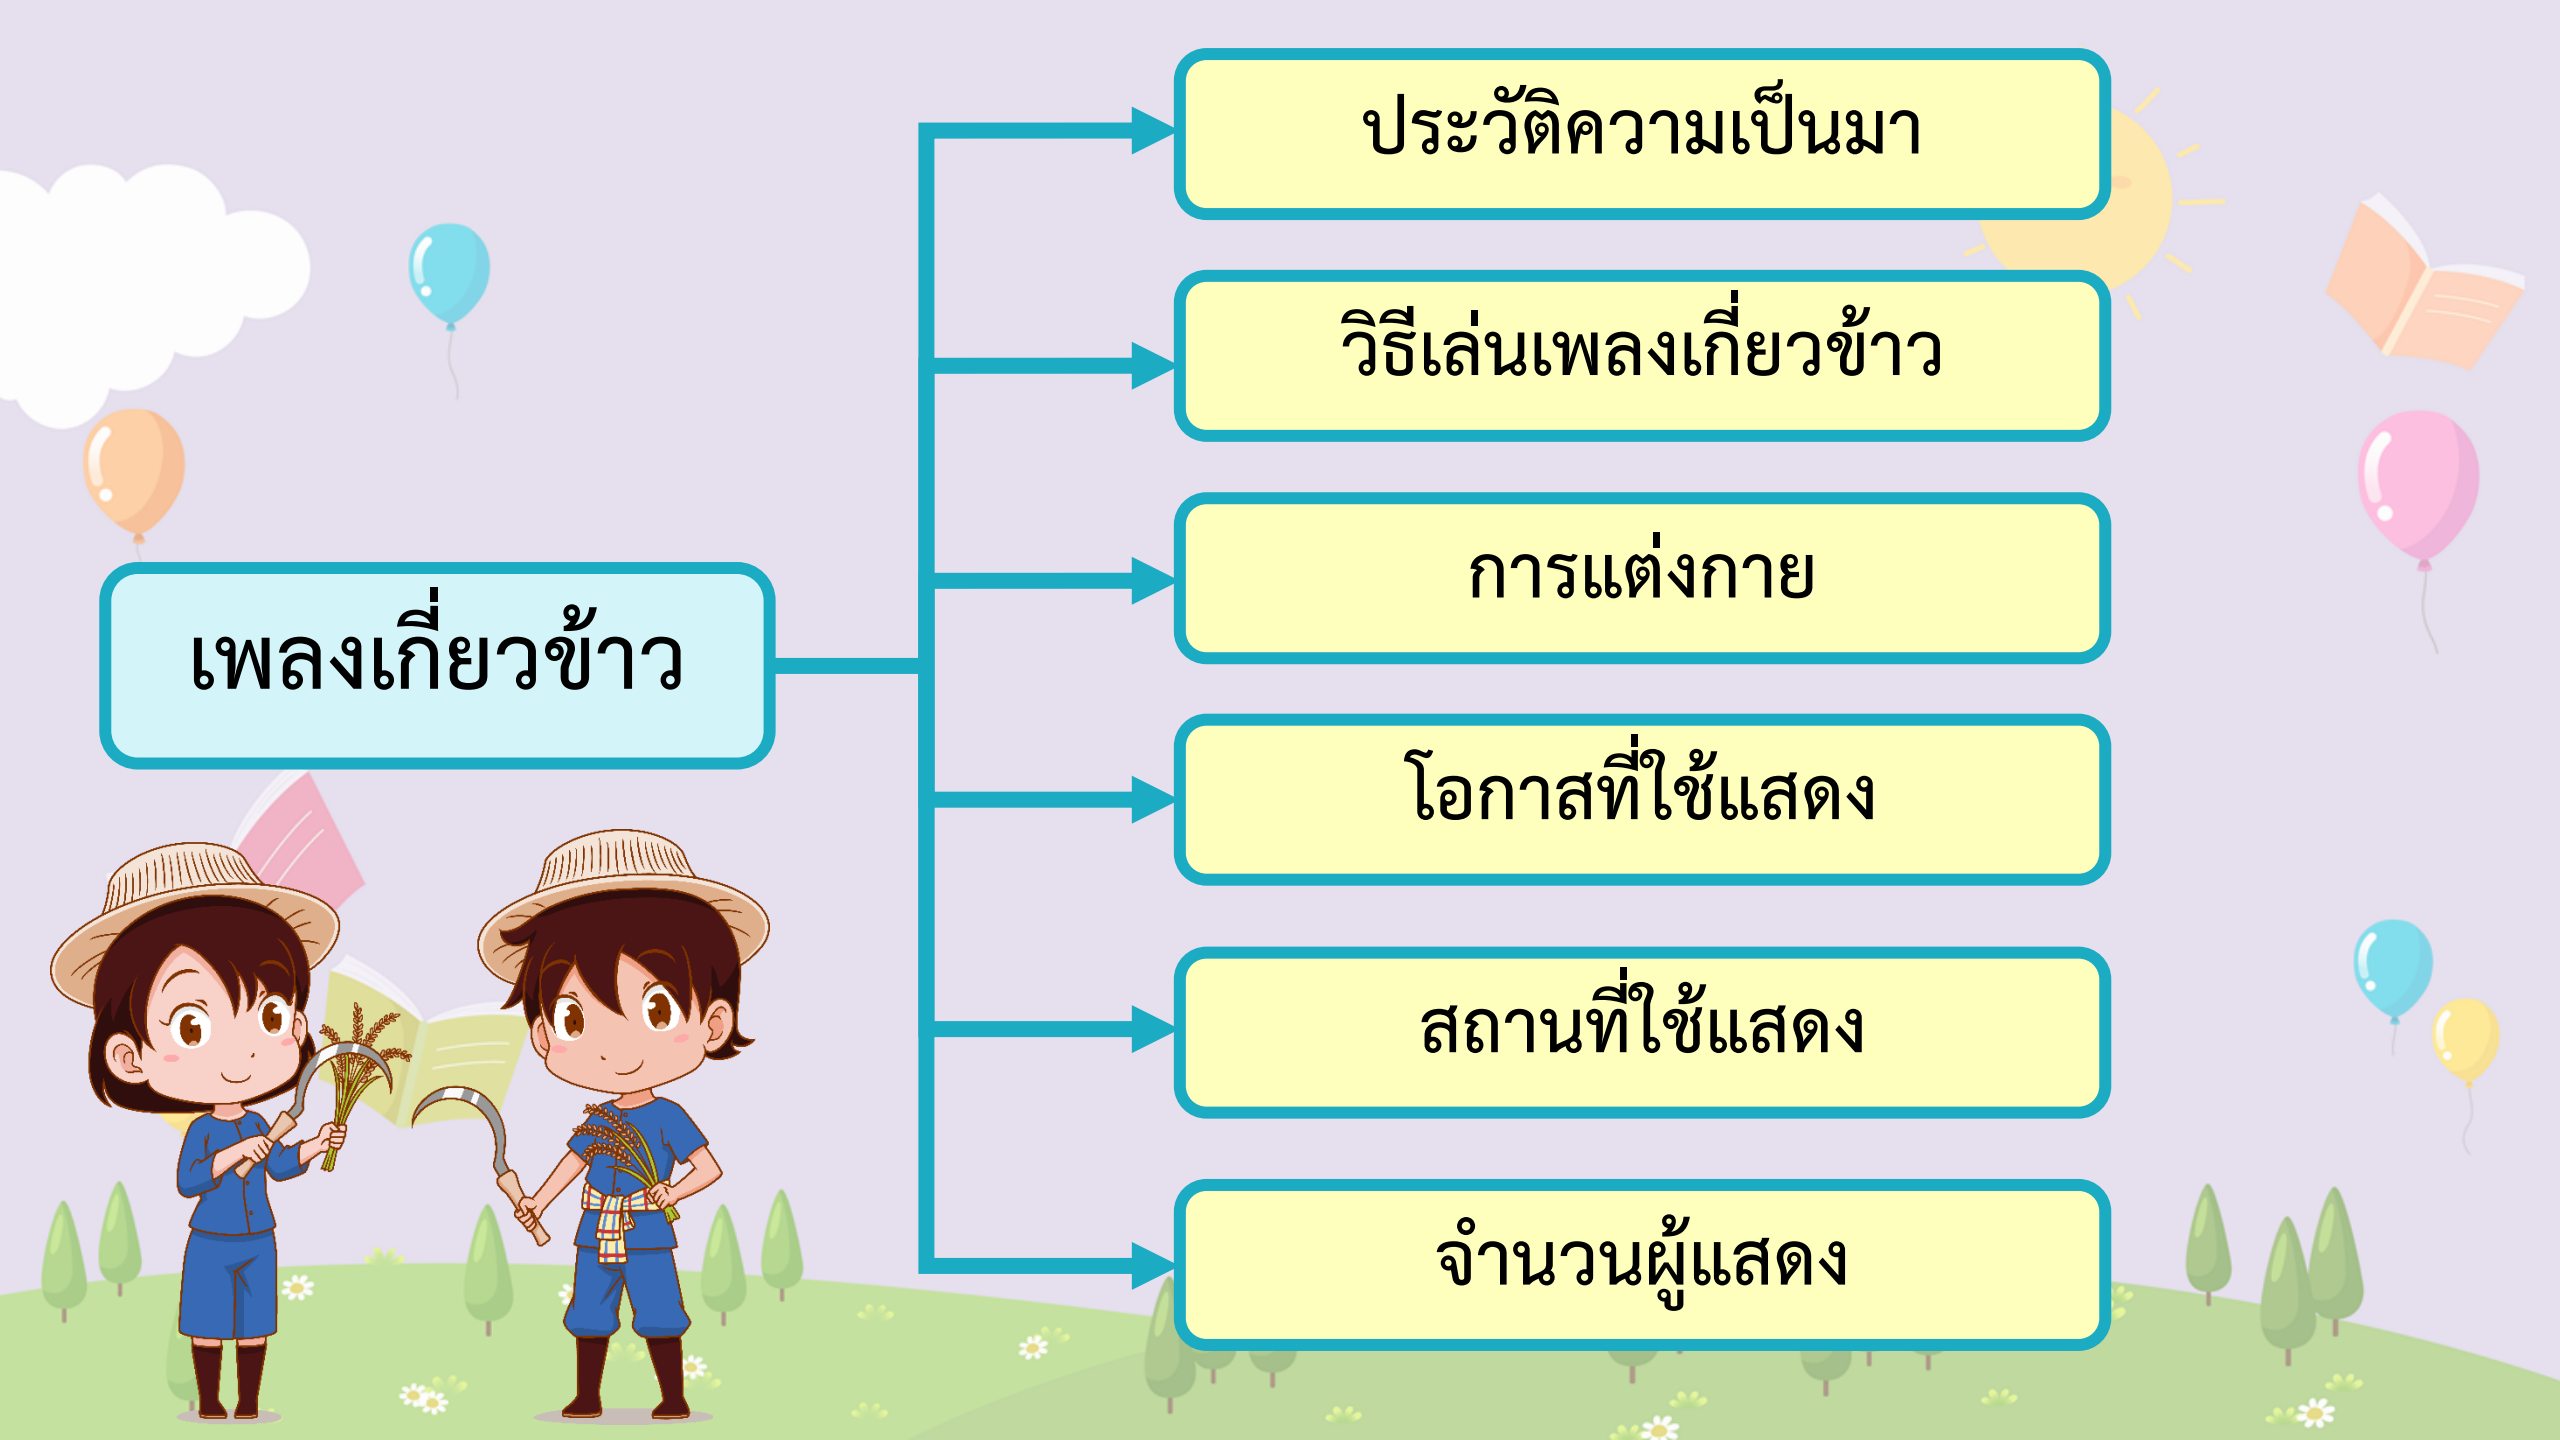 ประวัติความเป็นมา
วิธีเล่นเพลงเกี่ยวข้าว
การแต่งกาย
เพลงเกี่ยวข้าว
โอกาสที่ใช้แสดง
สถานที่ใช้แสดง
จำนวนผู้แสดง